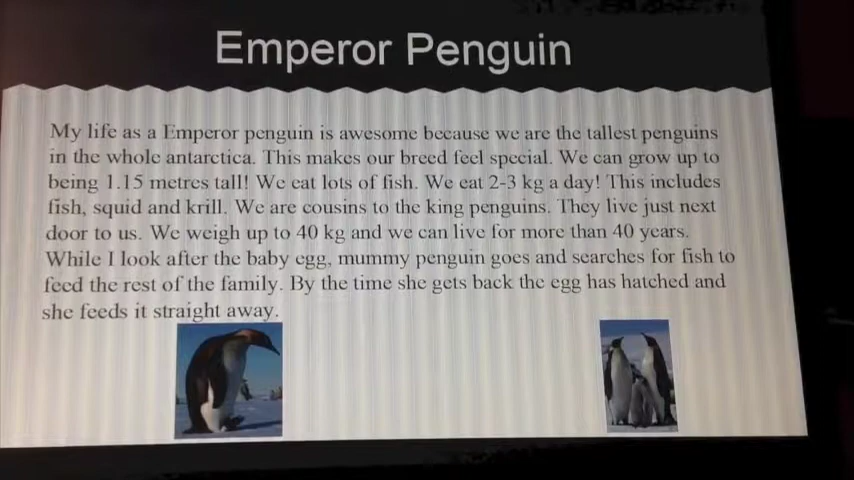 Emperor Penguin
My life as a Emperor penguin is awesome because we are the tallest penguins
in the whole antarctica. This makes our breed feel special. We can grow up to
being 1.15 metres tall! We eat lots of fish. We eat 2-3 kg a day! This includes
fish, squid and krill. We are cousins to the king penguins. They live just next
door to us. We weigh up to 40 kg and we can live for more than 40 years.
While I look after the baby egg, mummy penguin goes and searches for fish to
feed the rest of the family. By the time she gets back the egg has hatched and
she feeds it straight away.